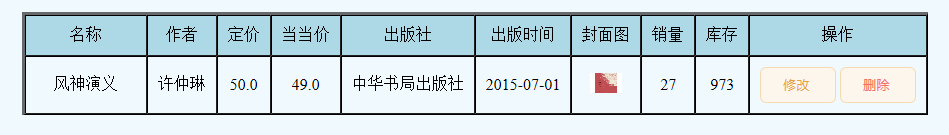 名称 作者 定价 当当价 出版社 出版时间 封面图 销量 库存 操作
风神演义 许仲琳 50.0 49.0 中华书局出版社 2015-07-01 27 973 修改 删除